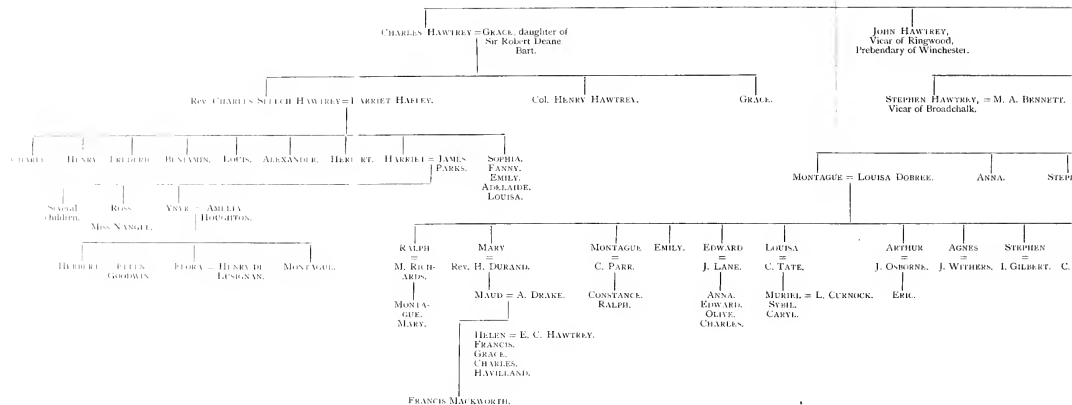 CHARLES HAWTREY = GRACE, daughter of
Sir Robert Deane
Bart.
JOHN HAWTREY,
Vicar of Ringwood,
Prebendary of Winchester.
Rev. CHARLES SLEECH HAWTREY = HARRIET HAFLEY.
Col. HENRY HAWTREY.
GRACE.
STEPHEN HAWTREY, = M. A. BENNETT.
Vicar of Broadchalk.
HENRY
FREDERIC
BENJAMIN.
LOUIS.
ALEXANDER.
HERBERT.
HARRIET = JAMES
PARKS.
SOPHIA.
FANNY.
EMILY.
ADELAIDE.
LOUISA.
MONTAGUE = LOUISA DOBREE.
ANNA.
STEPH
Several
children.
ROSS
MISS NANGLE.
YNYR = AMELIA
HOUGHTON.
HERBERT
ELLEN
GOODWIN.
FLORA = HENRY DI
LUSIGNAN.
MONTAGUE.
RALPH
=
M. RICH-
ARDS.
MONTA-
GUE.
MARY.
MARY
=
Rev. H. DURAND.
MAUD = A. DRAKE.
HELEN = E. C. HAWTREY.
FRANCIS.
GRACE.
CHARLES.
HAVILLAND.
FRANCIS MACKWORTH.
MONTAGUE
=
C. PARR.
CONSTANCE.
RALPH.
EMILY.
EDWARD
=
J. LANE.
ANNA.
EDWARD.
OLIVE.
CHARLES.
LOUISA
=
C. TATE.
MURIEL = L. CURNOCK.
SYBIL.
CARYL.
ARTHUR
=
J. OSBORNE.
ERIC.
AGNES
=
J. WITHERS.
STEPHEN
=
I. GILBERT.
C.